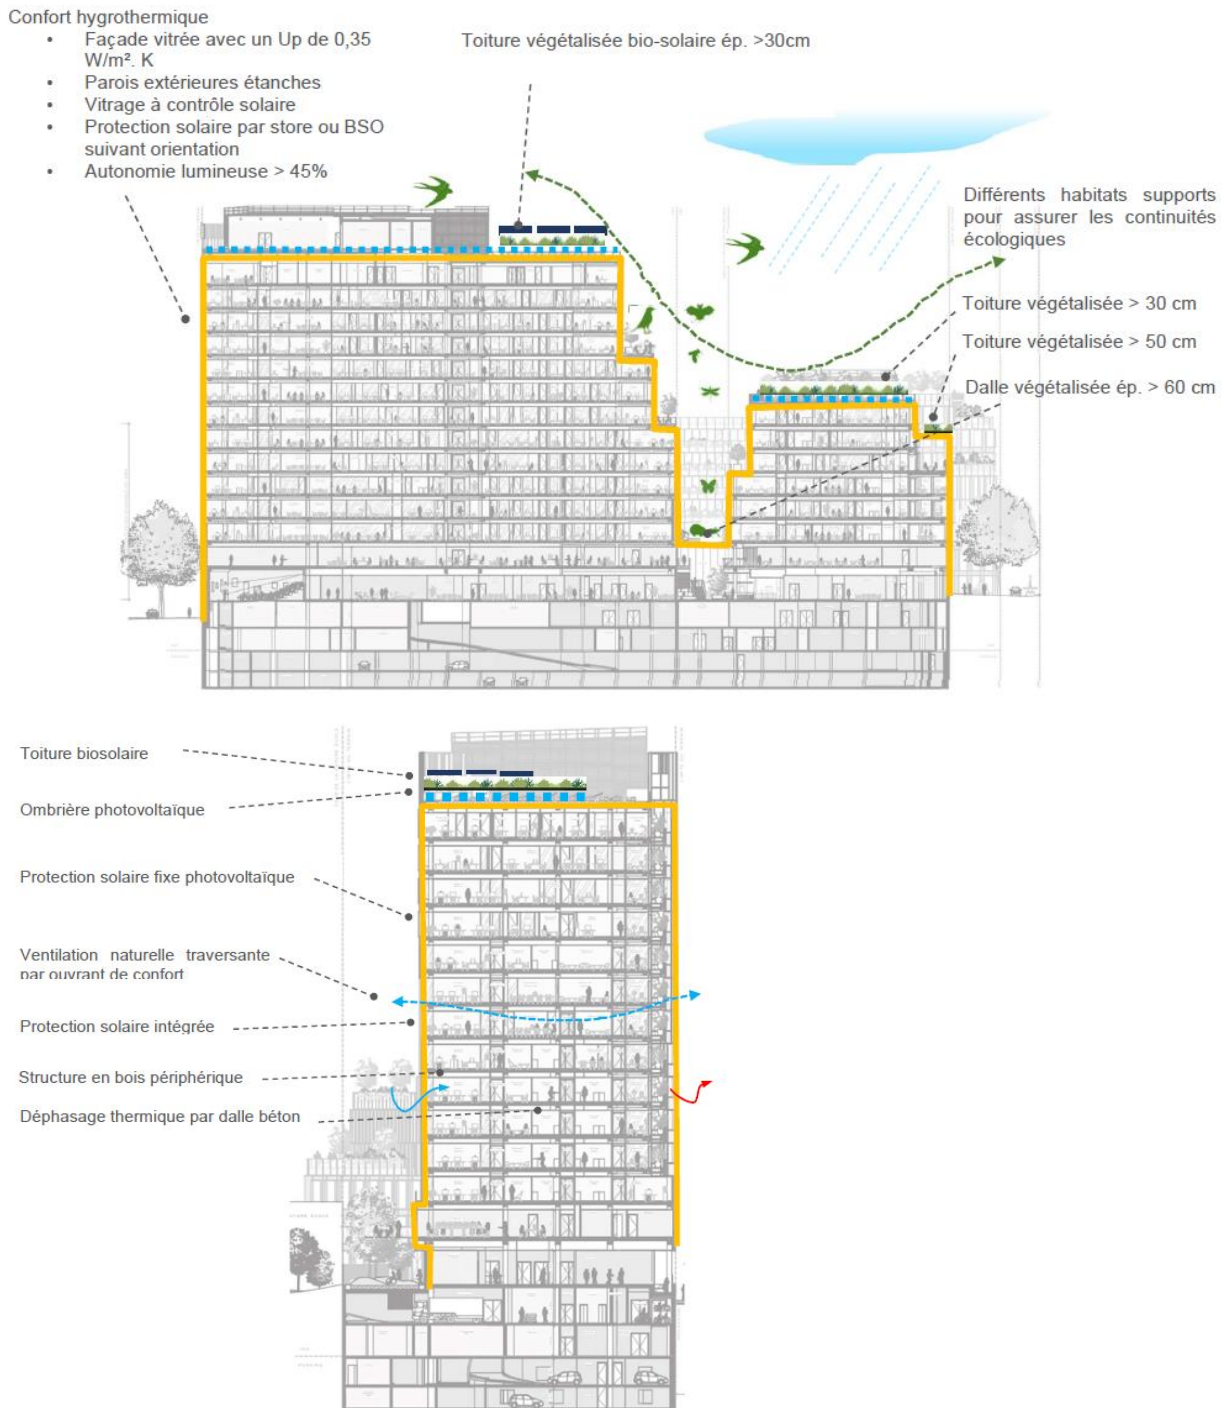 Confort hygrothermique
• Façade vitrée avec un Up de 0,35
W/m². K
• Parois extérieures étanches
• Vitrage à contrôle solaire
• Protection solaire par store ou BSO
suivant orientation
• Autonomie lumineuse > 45%
Toiture végétalisée bio-solaire ép. >30cm
Différents habitats supports
pour assurer les continuités
écologiques
Toiture végétalisée > 30 cm
Toiture végétalisée > 50 cm
Dalle végétalisée ép. > 60 cm
Toiture biosolaire
Ombrière photovoltaïque
Protection solaire fixe photovoltaïque
Ventilation naturelle traversante
par ouvrant de confort
Protection solaire intégrée
Structure en bois périphérique
Déphasage thermique par dalle béton